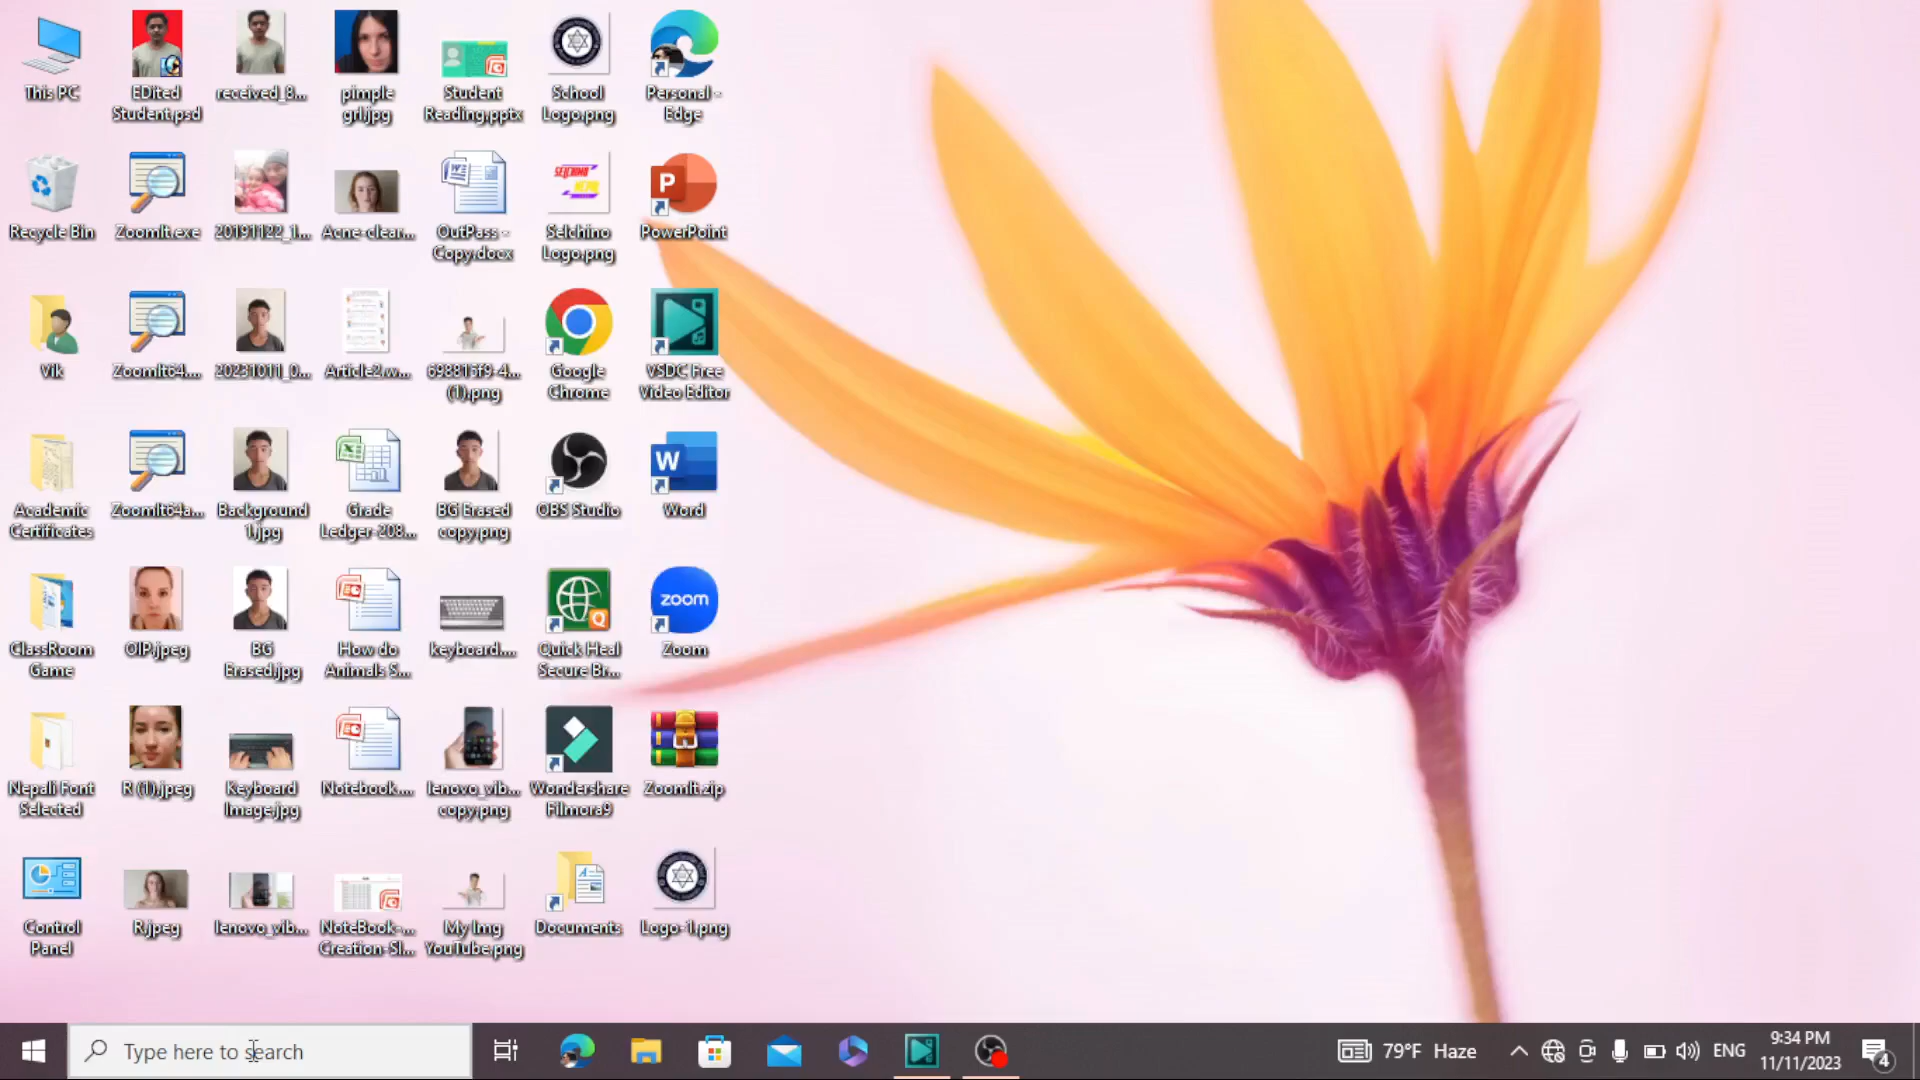 This PC
EDited
Student.psd
received_8...
pimple
grl.jpg
Student
Reading.pptx
School
Logo.png
Personal -
Edge
Recycle Bin
ZoomIt.exe
20191122_1...
Acne-clear...
OutPass -
Copy.docx
Selchino
Logo.png
PowerPoint
Vik
ZoomIt64....
20231011_0...
Article2.w...
698815f9-4...
(1).png
Google
Chrome
VSDC Free
Video Editor
Academic
Certificates
ZoomIt64a...
Background
1.jpg
Grade
Ledger-208...
BG Erased
copy.png
OBS Studio
Word
ClassRoom
Game
OIP.jpeg
BG
Erased.jpg
How do
Animals S...
keyboard....
Quick Heal
Secure Br...
zoom
Zoom
Nepali Font
Selected
R (1).jpeg
Keyboard
Image.jpg
Notebook....
lenovo_vib...
copy.png
Wondershare
Filmora9
ZoomIt.zip
Control
Panel
R.jpeg
lenovo_vib...
NoteBook-...
Creation-Sl...
My Img
YouTube.png
Documents
Logo-1.png
Type here to search
79°F Haze
ENG
9:34 PM
11/11/2023
4